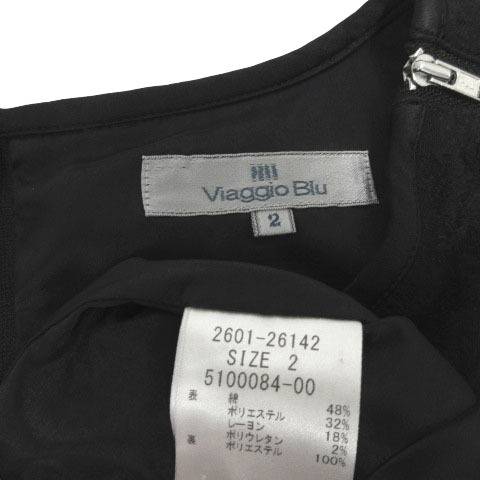 Viaggio Blu
2
2601-26142
SIZE 2
5100084-00
表 綿 48%
ポリエステル 32%
レーヨン 18%
ポリウレタン 2%
裏 ポリエステル 100%